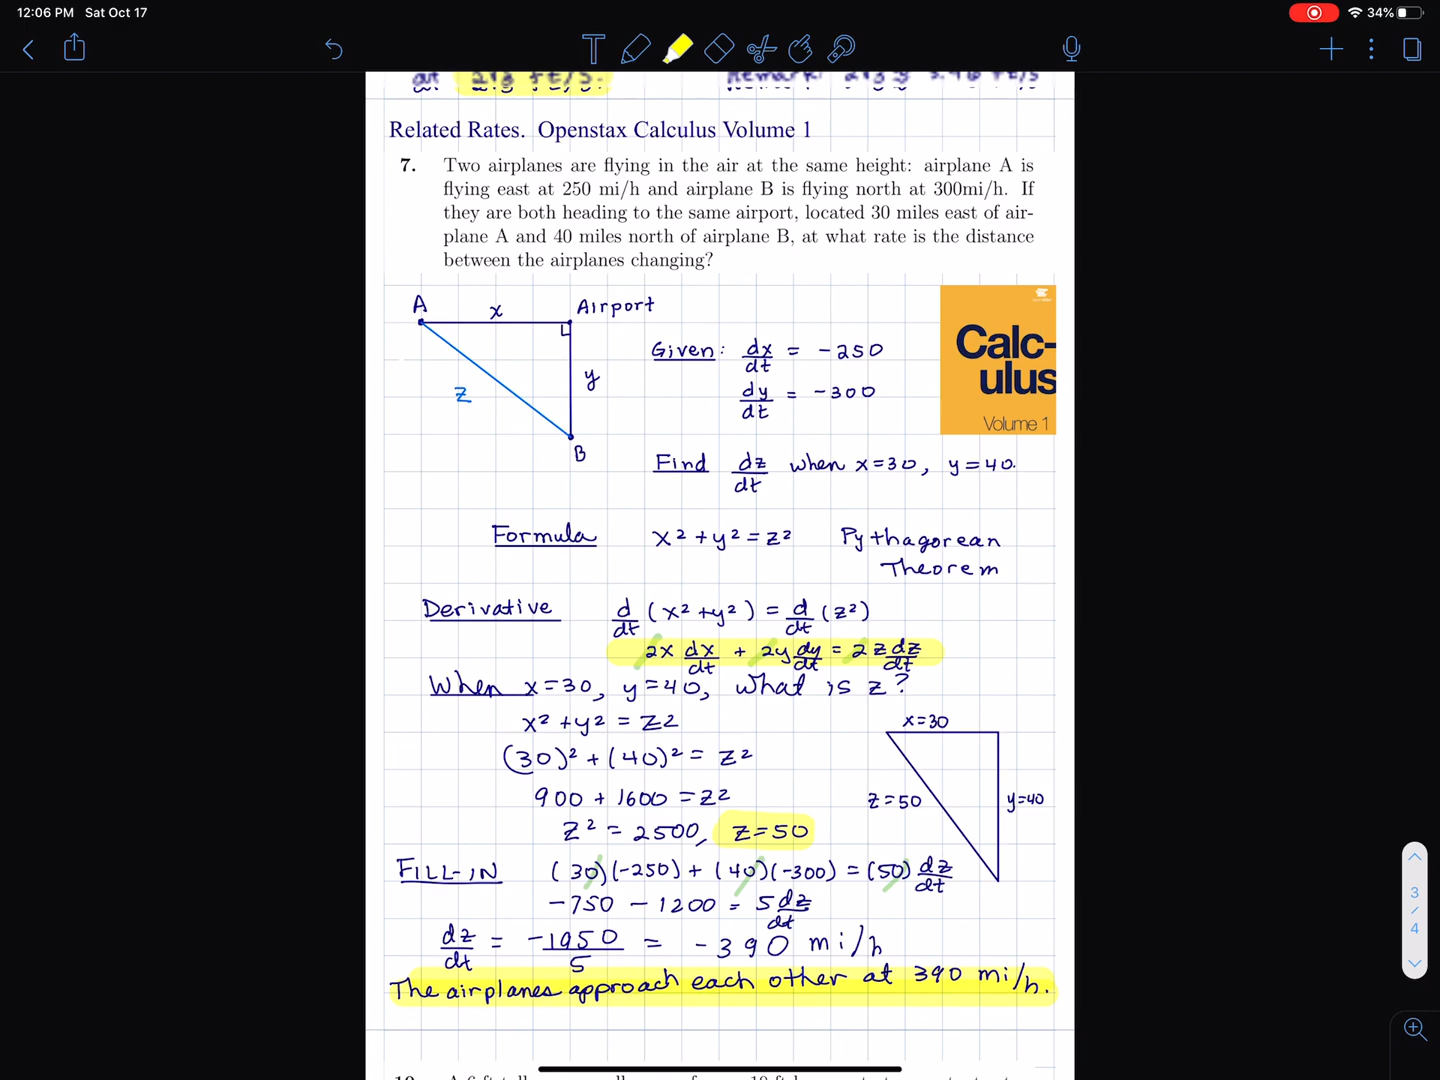 12:06 PM Sat Oct 17
34%
at 213 ft/s.
Related Rates. Openstax Calculus Volume 1
7. Two airplanes are flying in the air at the same height: airplane A is
flying east at 250 mi/h and airplane B is flying north at 300mi/h. If
they are both heading to the same airport, located 30 miles east of air-
plane A and 40 miles north of airplane B, at what rate is the distance
between the airplanes changing?
A x Airport
y
z
B
Given: dx/dt = -250
dy/dt = -300
Calc-
ulus
Volume 1
Find dz/dt when x=30, y=40.
Formula x² + y² = z² Pythagorean
Theorem
Derivative d/dt (x² + y²) = d/dt (z²)
2x dx/dt + 2y dy/dt = 2z dz/dt
When x=30, y=40, what is z?
x² + y² = z²
x=30
(30)² + (40)² = z²
900 + 1600 = z²
z=50 y=40
z² = 2500, z=50
FILL-IN (30)(-250) + (40)(-300) = (50) dz/dt
-750 - 1200 = 5 dz/dt
dz/dt = -1950/5 = -390 mi/h
The airplanes approach each other at 390 mi/h.
3
/
4